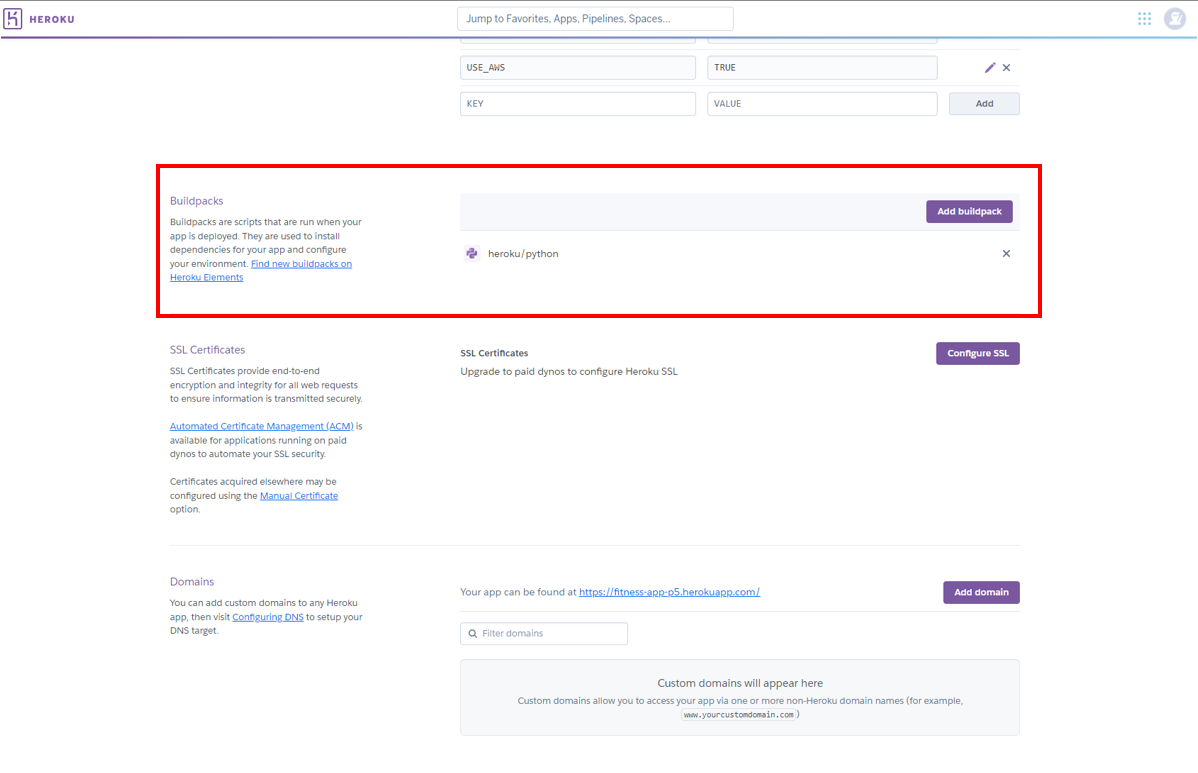 HEROKU
Jump to Favorites, Apps, Pipelines, Spaces...
USE_AWS
TRUE
KEY
VALUE
Add
Buildpacks
Buildpacks are scripts that are run when your
app is deployed. They are used to install
dependencies for your app and configure
your environment. Find new buildpacks on
Heroku Elements
Add buildpack
heroku/python
SSL Certificates
SSL Certificates provide end-to-end
encryption and integrity for all web requests
to ensure information is transmitted securely.
Automated Certificate Management (ACM) is
available for applications running on paid
dynos to automate your SSL security.
Certificates acquired elsewhere may be
configured using the Manual Certificate
option.
SSL Certificates
Upgrade to paid dynos to configure Heroku SSL
Configure SSL
Domains
You can add custom domains to any Heroku
app, then visit Configuring DNS to setup your
DNS target.
Your app can be found at https://fitness-app-p5.herokuapp.com/
Add domain
Filter domains
Custom domains will appear here
Custom domains allow you to access your app via one or more non-Heroku domain names (for example,
www.yourcustomdomain.com)